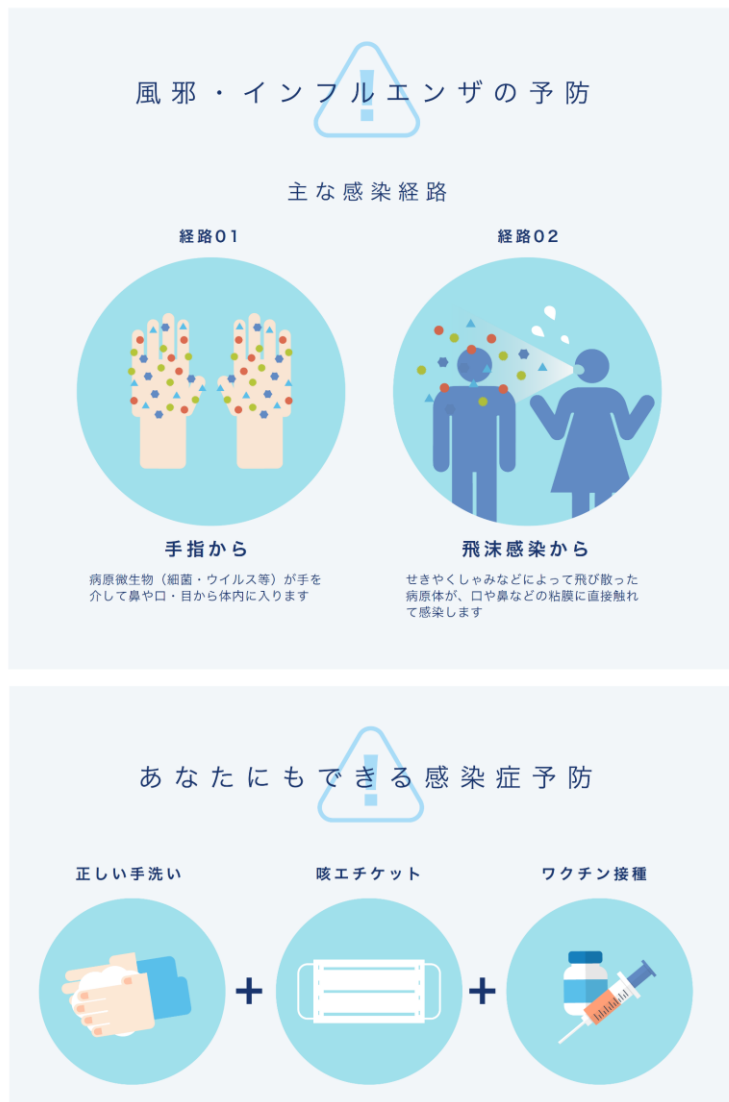 風邪・インフルエンザの予防
主な感染経路
経路01
手指から
病原微生物（細菌・ウイルス等）が手を
介して鼻や口・目から体内に入ります
経路02
飛沫感染から
せきやくしゃみなどによって飛び散った
病原体が、口や鼻などの粘膜に直接触れ
て感染します
あなたにもできる感染症予防
正しい手洗い
咳エチケット
ワクチン接種